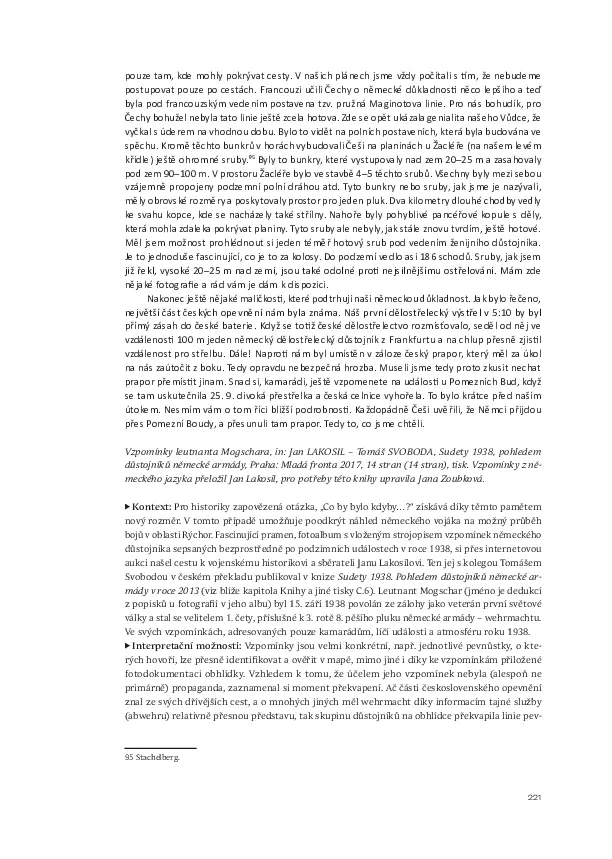 pouze tam, kde mohly pokrývat cesty. V našich plánech jsme vždy počítali s tím, že nebudeme
postupovat pouze po cestách. Francouzi učili Čechy o německé důkladnosti něco lepšího a teď
byla pod francouzským vedením postavena tzv. pružná Maginotova linie. Pro nás bohudík, pro
Čechy bohužel nebyla tato linie ještě zcela hotova. Zde se opět ukázala genialita našeho Vůdce, že
vyčkal s úderem na vhodnou dobu. Bylo to vidět na polních postaveních, která byla budována ve
spěchu. Kromě těchto bunkrů v horách vybudovali Češi na planinách u Žacléře (na našem levém
křídle) ještě ohromné sruby.⁹⁵ Byly to bunkry, které vystupovaly nad zem 20–25 m a zasahovaly
pod zem 90–100 m. V prostoru Žacléře bylo ve stavbě 4–5 těchto srubů. Všechny byly mezi sebou
vzájemně propojeny podzemní polní dráhou atd. Tyto bunkry nebo sruby, jak jsme je nazývali,
měly obrovské rozměry a poskytovaly prostor pro jeden pluk. Dva kilometry dlouhé chodby vedly
ke svahu kopce, kde se nacházely také střílny. Nahoře byly pohyblivé pancéřové kopule s děly,
která mohla zdaleka pokrývat planiny. Tyto sruby ale nebyly, jak stále znovu tvrdím, ještě hotové.
Měl jsem možnost prohlédnout si jeden téměř hotový srub pod vedením ženijního důstojníka.
Je to jednoduše fascinující, co je to za kolosy. Do podzemí vedlo asi 186 schodů. Sruby, jak jsem
již řekl, vysoké 20–25 m nad zemí, jsou také odolné proti nejsilnějšímu ostřelování. Mám zde
nějaké fotografie a rád vám je dám k dispozici.
Nakonec ještě nějaké maličkosti, které podtrhují naši německou důkladnost. Jak bylo řečeno,
největší část českých opevnění nám byla známa. Náš první dělostřelecký výstřel v 5:10 by byl
přímý zásah do české baterie. Když se totiž české dělostřelectvo rozmísťovalo, seděl od něj ve
vzdálenosti 100 m jeden německý dělostřelecký důstojník z Frankfurtu a na chlup přesně zjistil
vzdálenost pro střelbu. Dále! Naproti nám byl umístěn v záloze česky prapor, který měl za úkol
na nás zaútočit z boku. Tedy opravdu nebezpečná hrozba. Museli jsme tedy proto zkusit nechat
prapor přemístit jinam. Snad si, kamarádi, ještě vzpomenete na události u Pomezních Bud, když
se tam uskutečnila 25. 9. divoká přestřelka a česká celnice vyhořela. To bylo krátce před naším
útokem. Nesmím vám o tom říci bližší podrobnosti. Každopádně Češi uvěřili, že Němci přijdou
přes Pomezní Boudy, a přesunuli tam prapor. Tedy to, co jsme chtěli.
Vzpomínky leutnanta Mogschara, in: Jan LAKOSIL – Tomáš SVOBODA, Sudety 1938, pohledem
důstojníků německé armády, Praha: Mladá fronta 2017, 14 stran (14 stran), tisk. Vzpomínky z ně-
meckého jazyka přeložil Jan Lakosil, pro potřeby této knihy upravila Jana Zoubková.
▶ Kontext: Pro historiky zapovězená otázka, „Co by bylo kdyby…?“ získává díky těmto pamětem
nový rozměr. V tomto případě umožňuje poodkrýt náhled německého vojáka na možný průběh
bojů v oblasti Rýchor. Fascinující pramen, fotoalbum s vloženým strojopisem vzpomínek německého
důstojníka sepsaných bezprostředně po podzimních událostech v roce 1938, si přes internetovou
aukci našel cestu k vojenskému historikovi a sběrateli Janu Lakosilovi. Ten jej s kolegou Tomášem
Svobodou v českém překladu publikoval v knize Sudety 1938. Pohledem důstojníků německé ar-
mády v roce 2013 (viz blíže kapitola Knihy a jiné tisky C.6). Leutnant Mogschar (jméno je dedukcí
z popisků u fotografií v jeho albu) byl 15. září 1938 povolán ze zálohy jako veterán první světové
války a stal se velitelem 1. čety, příslušné k 3. rotě 8. pěšího pluku německé armády – wehrmachtu.
Ve svých vzpomínkách, adresovaných pouze kamarádům, líčí události a atmosféru roku 1938.
▶ Interpretační možnosti: Vzpomínky jsou velmi konkrétní, např. jednotlivé pevnůstky, o kte-
rých hovoří, lze přesně identifikovat a ověřit v mapě, mimo jiné i díky ke vzpomínkám přiložené
fotodokumentaci obhlídky. Vzhledem k tomu, že účelem jeho vzpomínek nebyla (alespoň ne
primárně) propaganda, zaznamenal si moment překvapení. Ač části československého opevnění
znal ze svých dřívějších cest, a o mnohých jiných měl wehrmacht díky informacím tajné služby
(abwehru) relativně přesnou představu, tak skupinu důstojníků na obhlídce překvapila linie pev-
95 Stachelberg.
221